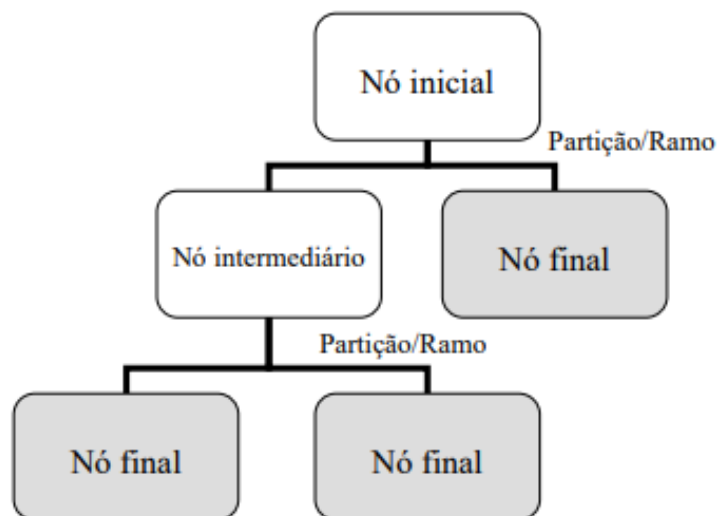 Nó inicial
Partição/Ramo
Nó intermediário
Nó final
Partição/Ramo
Nó final
Nó final